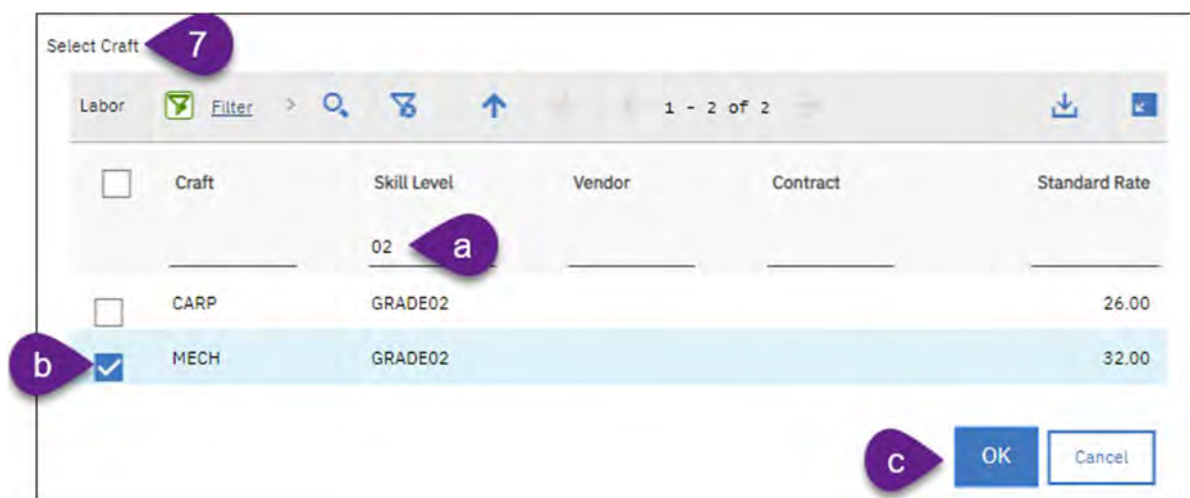 Select Craft 7
Labor Filter > 1 - 2 of 2
Craft Skill Level Vendor Contract Standard Rate
02 a
CARP GRADE02 26.00
b MECH GRADE02 32.00
c OK Cancel